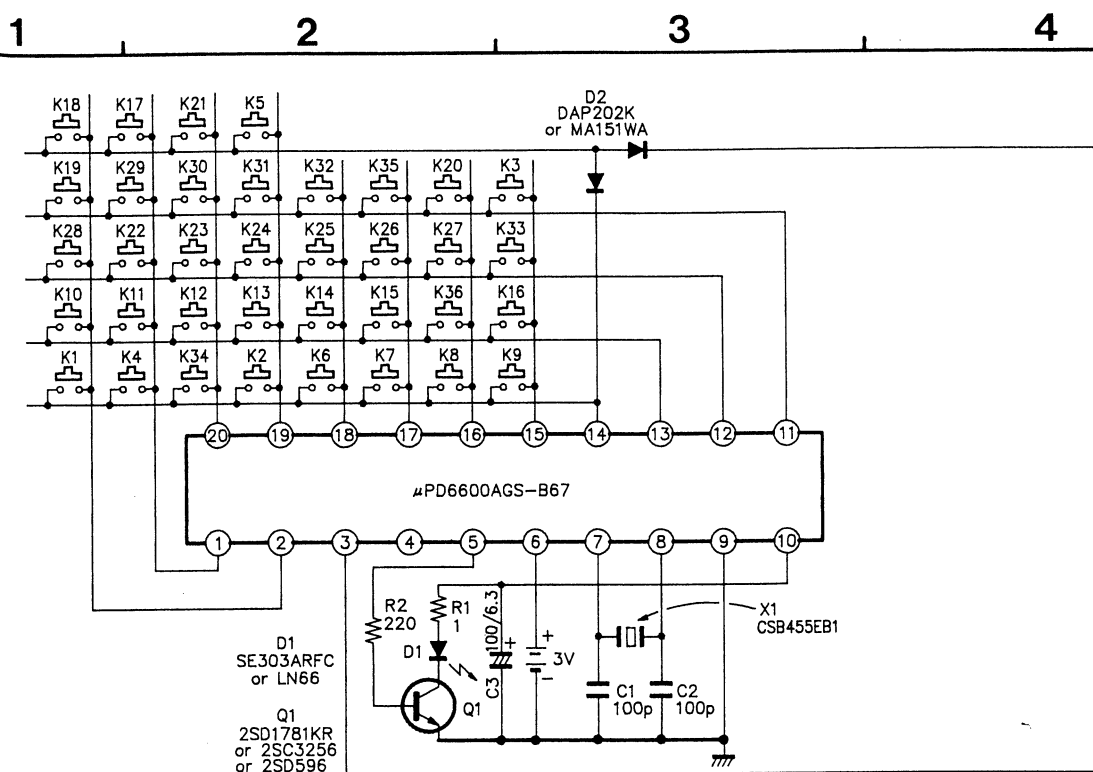 1 2 3 4
K18 K17 K21 K5
D2
DAP202K
or MA151WA
K19 K29 K30 K31 K32 K35 K20 K3
K28 K22 K23 K24 K25 K26 K27 K33
K10 K11 K12 K13 K14 K15 K36 K16
K1 K4 K34 K2 K6 K7 K8 K9
20 19 18 17 16 15 14 13 12 11
μPD6600AGS-B67
1 2 3 4 5 6 7 8 9 10
R2
220
R1
1
100/6.3
+
C3
+
3V
-
X1
CSB455EB1
D1
SE303ARFC
or LN66
D1
Q1
C1
100p
C2
100p
Q1
2SD1781KR
or 2SC3256
or 2SD596